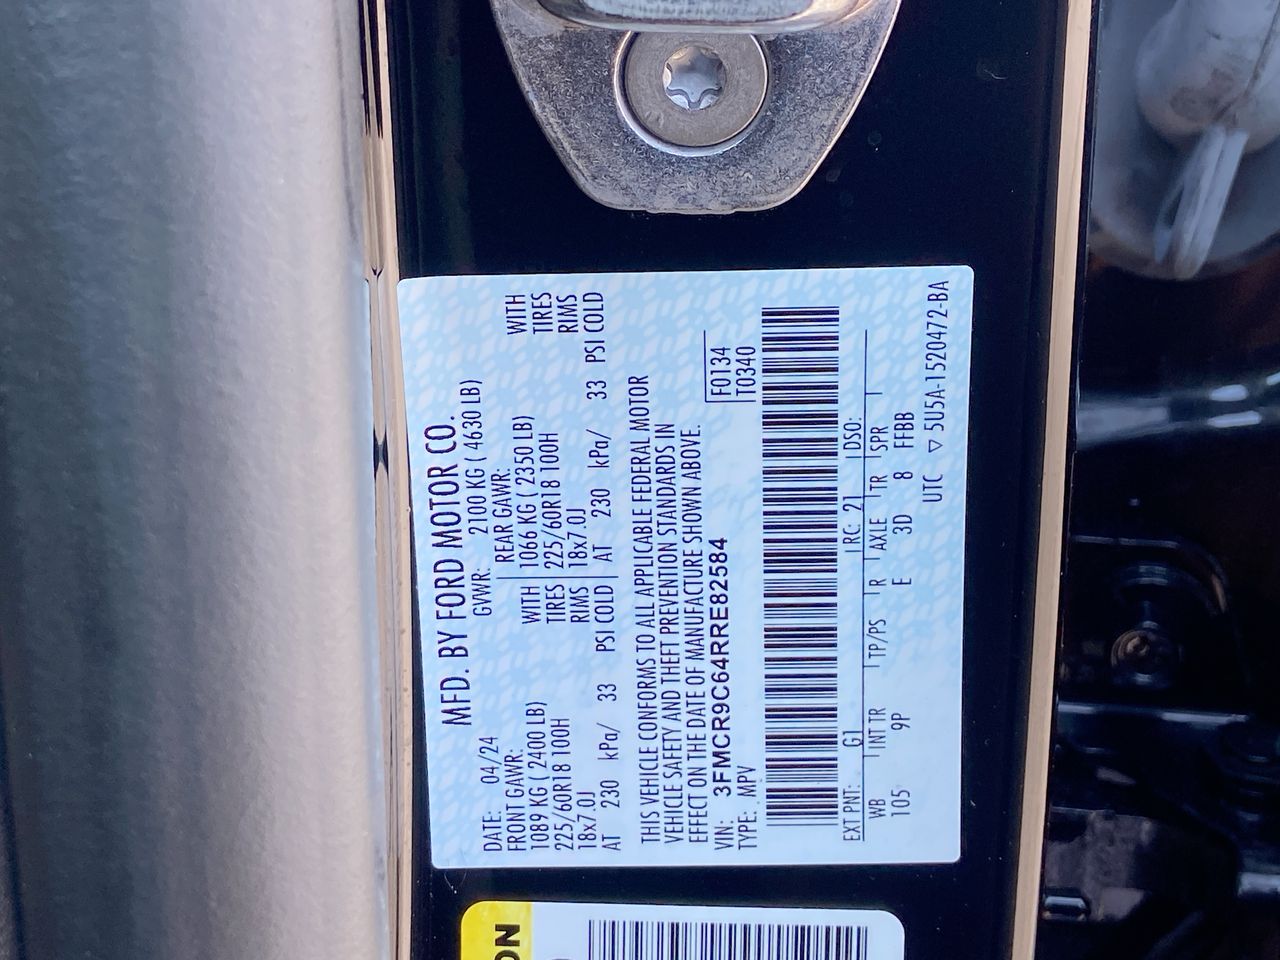 MFD. BY FORD MOTOR CO.
DATE: 04/24 GVWR: 2100 KG ( 4630 LB)
FRONT GAWR: REAR GAWR:
1089 KG ( 2400 LB) WITH 1066 KG ( 2350 LB) WITH
225/60R18 100H TIRES 225/60R18 100H TIRES
18x7.0J RIMS 18x7.0J RIMS
AT 230 kPa/ 33 PSI COLD AT 230 kPa/ 33 PSI COLD
THIS VEHICLE CONFORMS TO ALL APPLICABLE FEDERAL MOTOR
VEHICLE SAFETY AND THEFT PREVENTION STANDARDS IN
EFFECT ON THE DATE OF MANUFACTURE SHOWN ABOVE.
VIN: 3FMCR9C64RRE82584 F0134
TYPE: MPV T0340
EXT PNT: G1 RC: 21 DSO:
WB INT TR TP/PS R AXLE TR SPR
105 9P E 3D 8 FFBB
UTC ▽ 5U5A-1520472-BA
ON